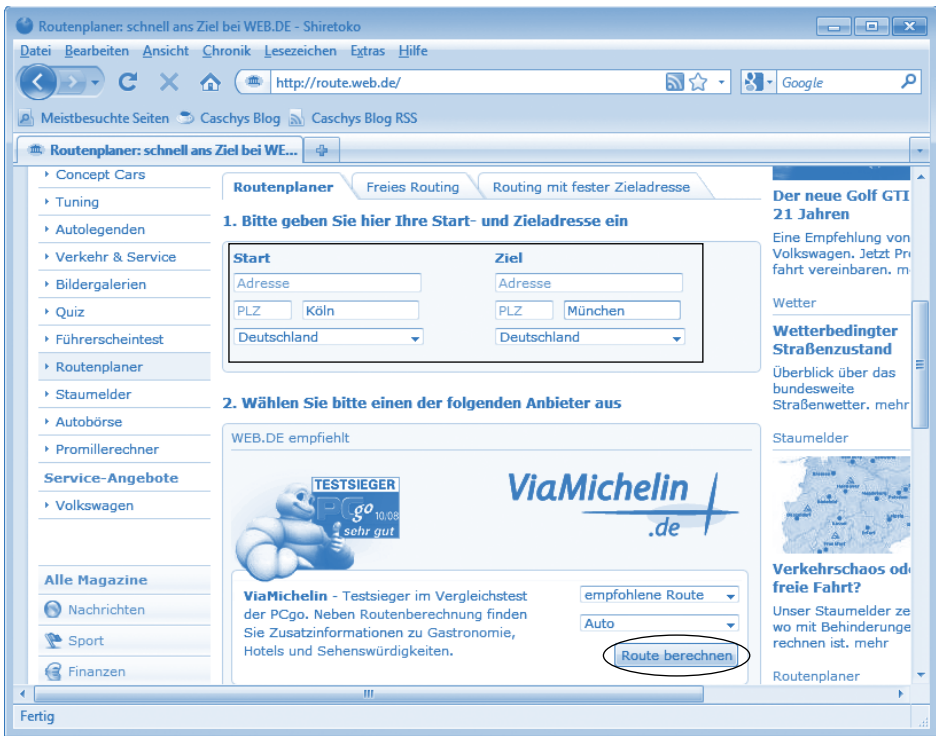 Routenplaner: schnell ans Ziel bei WEB.DE - Shiretoko
Datei Bearbeiten Ansicht Chronik Lesezeichen Extras Hilfe
http://route.web.de/
Google
Meistbesuchte Seiten Caschys Blog Caschys Blog RSS
Routenplaner: schnell ans Ziel bei WE...
Concept Cars
Tuning
Autolegenden
Verkehr & Service
Bildergalerien
Quiz
Führerscheintest
Routenplaner
Staumelder
Autobörse
Promillerechner
Service-Angebote
Volkswagen
Alle Magazine
Nachrichten
Sport
Finanzen
Routenplaner Freies Routing Routing mit fester Zieladresse
1. Bitte geben Sie hier Ihre Start- und Zieladresse ein
Start Ziel
Adresse Adresse
PLZ Köln PLZ München
Deutschland Deutschland
2. Wählen Sie bitte einen der folgenden Anbieter aus
WEB.DE empfiehlt
TESTSIEGER
PC go 10/08
sehr gut
ViaMichelin
.de
ViaMichelin - Testsieger im Vergleichstest
der PCgo. Neben Routenberechnung finden
Sie Zusatzinformationen zu Gastronomie,
Hotels und Sehenswürdigkeiten.
empfohlene Route
Auto
Route berechnen
Der neue Golf GTI
21 Jahren
Eine Empfehlung von
Volkswagen. Jetzt Pr
fahrt vereinbaren. m
Wetter
Wetterbedingter
Straßenzustand
Überblick über das
bundesweite
Straßenwetter. mehr
Staumelder
Verkehrschaos od
freie Fahrt?
Unser Staumelder ze
wo mit Behinderunge
rechnen ist. mehr
Routenplaner
Fertig